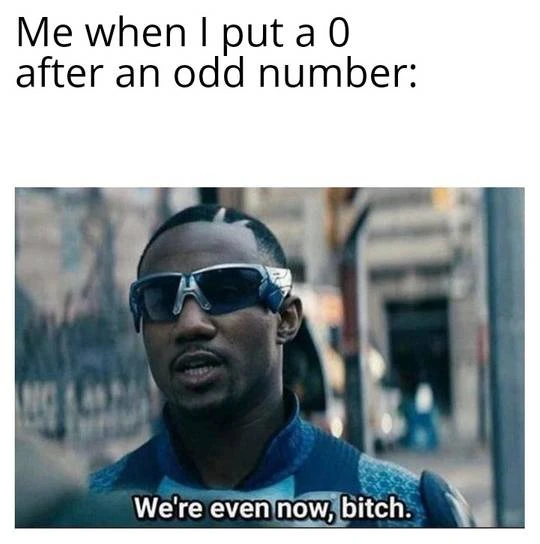 Me when I put a 0
after an odd number:
We're even now, bitch.